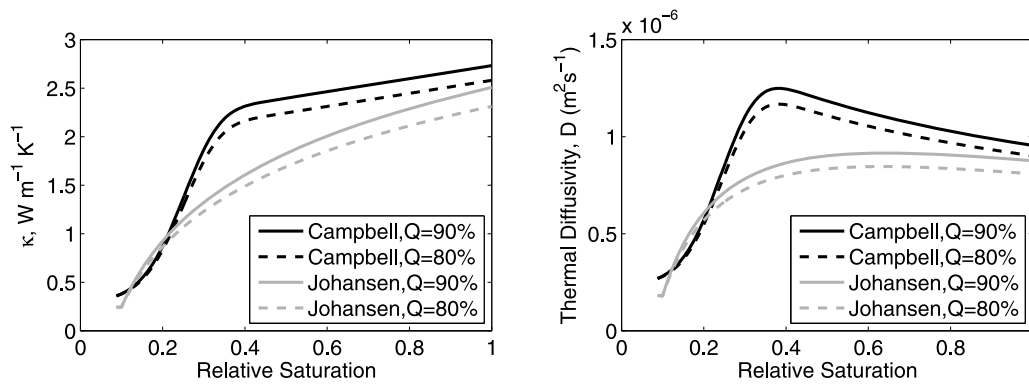 3
2.5
2
1.5
1
0.5
0
κ, W m−1 K−1
Campbell,Q=90%
Campbell,Q=80%
Johansen,Q=90%
Johansen,Q=80%
0 0.2 0.4 0.6 0.8 1
Relative Saturation
x 10−6
1.5
1
0.5
0
Thermal Diffusivity, D (m2s−1)
Campbell,Q=90%
Campbell,Q=80%
Johansen,Q=90%
Johansen,Q=80%
0 0.2 0.4 0.6 0.8
Relative Saturation